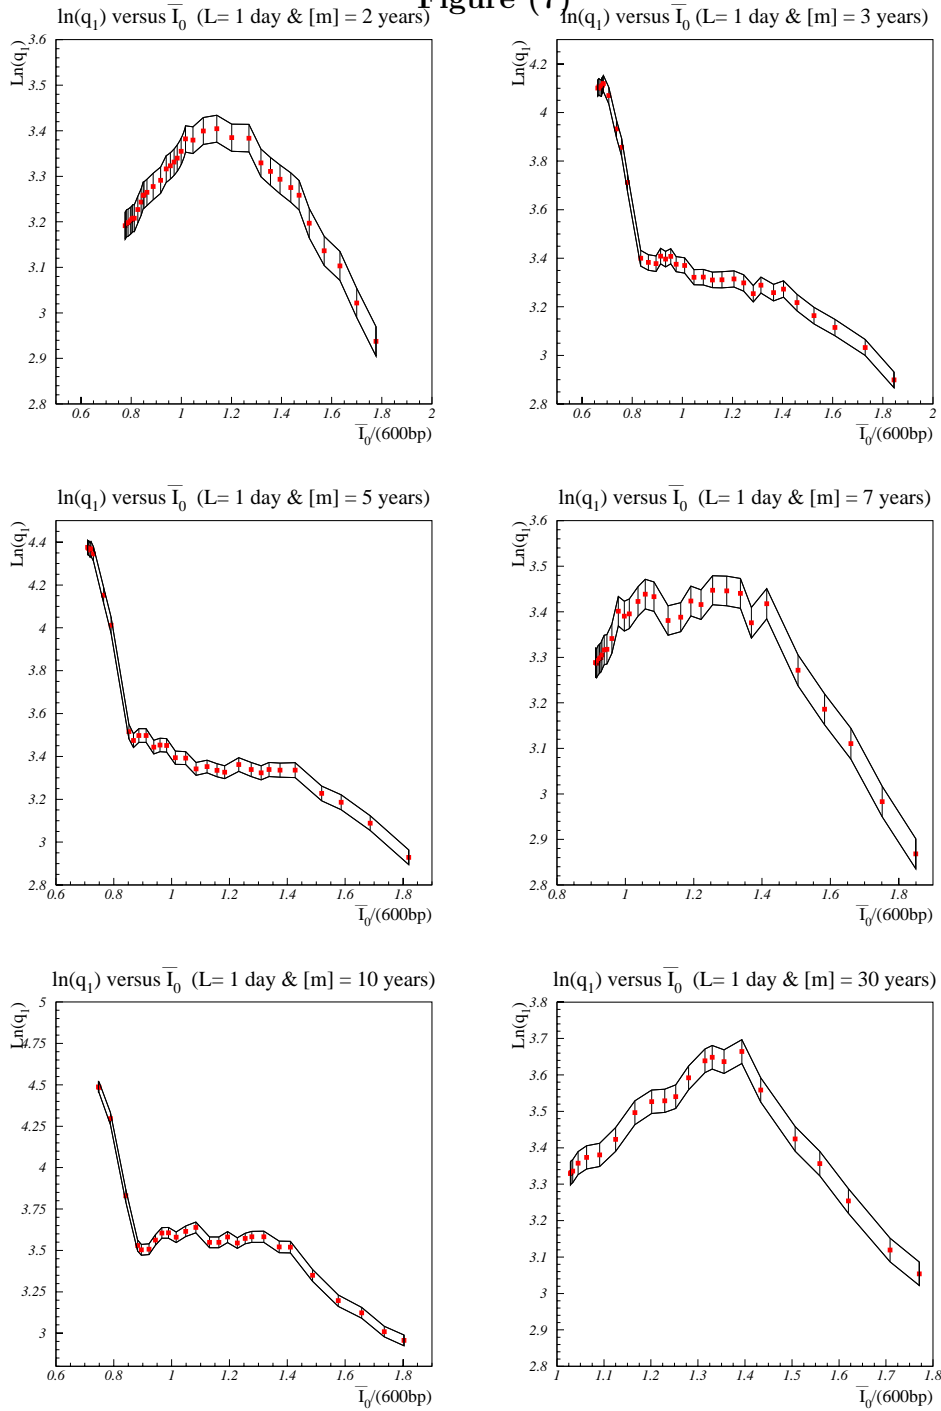 Figure (7)
ln(q1) versus I̅0 (L= 1 day & [m] = 2 years)
Ln(q1)
3.6
3.5
3.4
3.3
3.2
3.1
3
2.9
2.8
0.6 0.8 1 1.2 1.4 1.6 1.8 2
I̅0/(600bp)
ln(q1) versus I̅0 (L= 1 day & [m] = 3 years)
Ln(q1)
4.2
4
3.8
3.6
3.4
3.2
3
2.8
0.6 0.8 1 1.2 1.4 1.6 1.8 2
I̅0/(600bp)
ln(q1) versus I̅0 (L= 1 day & [m] = 5 years)
Ln(q1)
4.4
4.2
4
3.8
3.6
3.4
3.2
3
2.8
0.6 0.8 1 1.2 1.4 1.6 1.8
I̅0/(600bp)
ln(q1) versus I̅0 (L= 1 day & [m] = 7 years)
Ln(q1)
3.6
3.5
3.4
3.3
3.2
3.1
3
2.9
2.8
0.8 1 1.2 1.4 1.6 1.8
I̅0/(600bp)
ln(q1) versus I̅0 (L= 1 day & [m] = 10 years)
Ln(q1)
5
4.75
4.5
4.25
4
3.75
3.5
3.25
3
0.6 0.8 1 1.2 1.4 1.6 1.8
I̅0/(600bp)
ln(q1) versus I̅0 (L= 1 day & [m] = 30 years)
Ln(q1)
3.8
3.7
3.6
3.5
3.4
3.3
3.2
3.1
3
2.9
2.8
1 1.1 1.2 1.3 1.4 1.5 1.6 1.7 1.8
I̅0/(600bp)